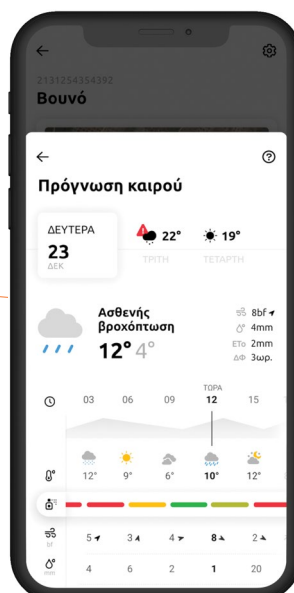 2131254354392
Βουνό
Πρόγνωση καιρού
ΔΕΥΤΕΡΑ
23
ΔΕΚ
22°
ΤΡΙΤΗ
19°
ΤΕΤΑΡΤΗ
Ασθενής
βροχόπτωση
12° 4°
8bf
4mm
ETo 2mm
ΔΦ 3ωρ.
ΤΩΡΑ
03 06 09 12 15
12° 9° 6° 10° 12°
bf 5 3 4 8 2
mm 4 6 2 1 20